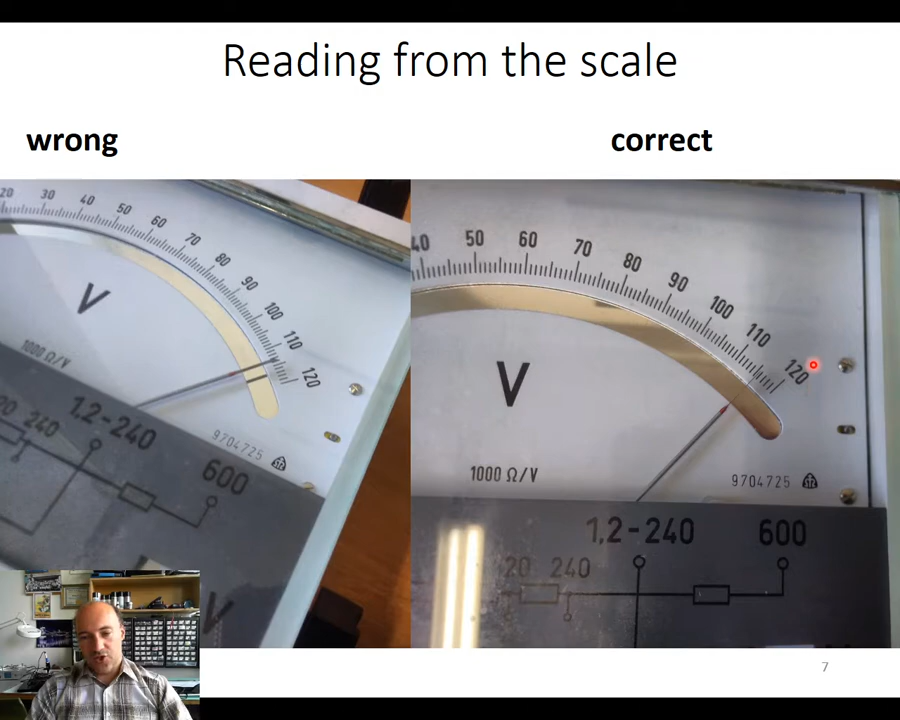 Reading from the scale
wrong
correct
20 30 40 50 60 70 80 90 100 110 120
V
1000 Ω/V
9704725
20 240
1.2-240
600
V
40 50 60 70 80 90 100 110 120
V
1000 Ω/V
9704725
1,2-240
600
20 240
7